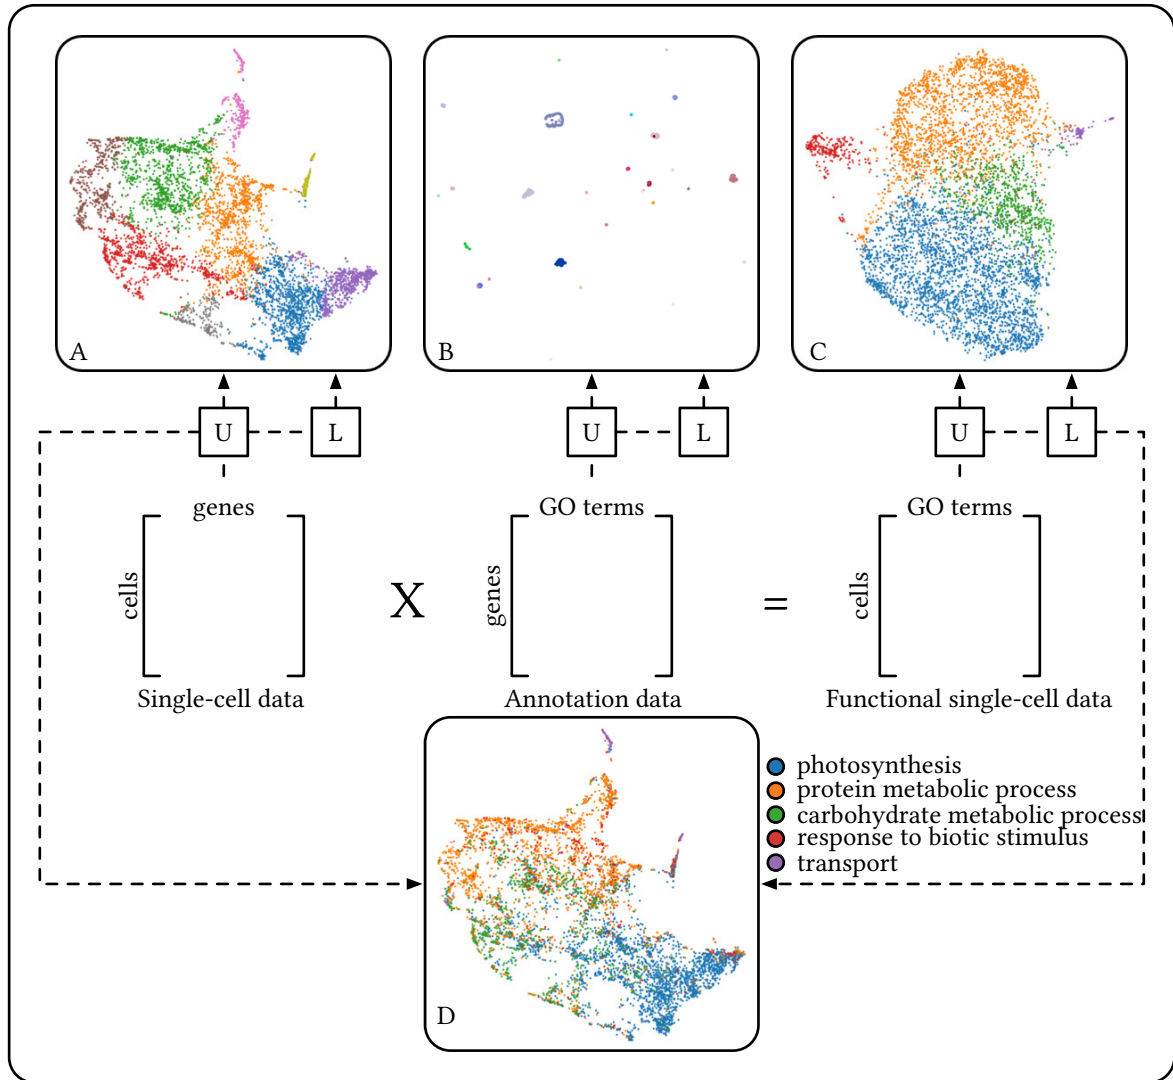 A
B
C
U
L
U
L
U
L
genes
GO terms
GO terms
cells
X
genes
=
cells
Single-cell data
Annotation data
Functional single-cell data
photosynthesis
protein metabolic process
carbohydrate metabolic process
response to biotic stimulus
transport
D